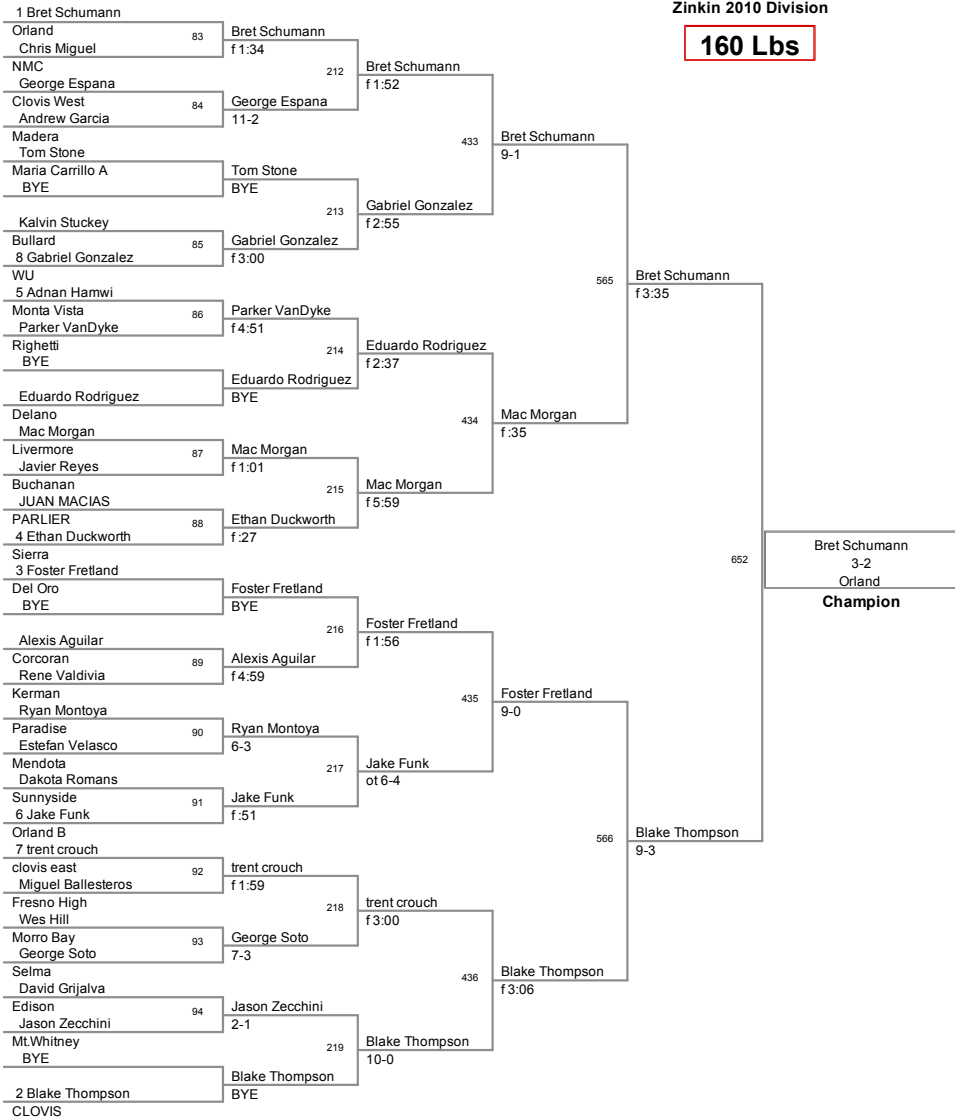 Zinkin 2010 Division
160 Lbs
1 Bret Schumann
Orland
83
Chris Miguel
NMC
George Espana
Clovis West
84
Andrew Garcia
Madera
Tom Stone
Maria Carrillo A
BYE
Kalvin Stuckey
Bullard
85
8 Gabriel Gonzalez
WU
5 Adnan Hamwi
Monta Vista
86
Parker VanDyke
Righetti
BYE
Eduardo Rodriguez
Delano
Mac Morgan
Livermore
87
Javier Reyes
Buchanan
JUAN MACIAS
PARLIER
88
4 Ethan Duckworth
Sierra
3 Foster Fretland
Del Oro
BYE
Alexis Aguilar
Corcoran
89
Rene Valdivia
Kerman
Ryan Montoya
Paradise
90
Estefan Velasco
Mendota
Dakota Romans
Sunnyside
91
6 Jake Funk
Orland B
7 trent crouch
clovis east
92
Miguel Ballesteros
Fresno High
Wes Hill
Morro Bay
93
George Soto
Selma
David Grijalva
Edison
94
Jason Zecchini
Mt.Whitney
BYE
2 Blake Thompson
CLOVIS
Bret Schumann
f 1:34
212
George Espana
11-2
Tom Stone
BYE
213
Gabriel Gonzalez
f 3:00
Parker VanDyke
f 4:51
214
Eduardo Rodriguez
BYE
Mac Morgan
f 1:01
215
Ethan Duckworth
f :27
Foster Fretland
BYE
216
Alexis Aguilar
f 4:59
Ryan Montoya
6-3
217
Jake Funk
f :51
trent crouch
f 1:59
218
George Soto
7-3
Jason Zecchini
2-1
219
Blake Thompson
BYE
Bret Schumann
f 1:52
433
Gabriel Gonzalez
f 2:55
Eduardo Rodriguez
f 2:37
434
Mac Morgan
f 5:59
Foster Fretland
f 1:56
435
Jake Funk
ot 6-4
trent crouch
f 3:00
436
Blake Thompson
10-0
Bret Schumann
9-1
565
Mac Morgan
f :35
Foster Fretland
9-0
566
Blake Thompson
f 3:06
Bret Schumann
f 3:35
652
Blake Thompson
9-3
Bret Schumann
3-2
Orland
Champion